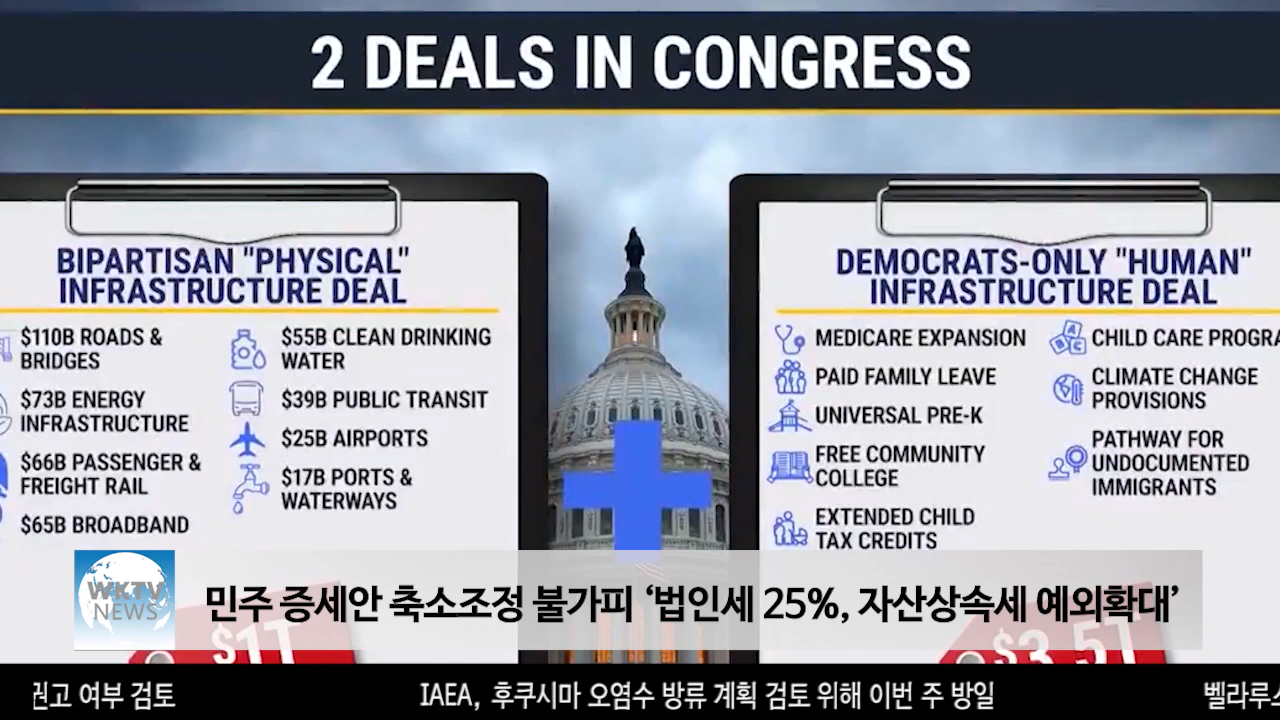 2 DEALS IN CONGRESS
BIPARTISAN "PHYSICAL"
INFRASTRUCTURE DEAL
$110B ROADS &
BRIDGES
$73B ENERGY
INFRASTRUCTURE
$66B PASSENGER &
FREIGHT RAIL
$65B BROADBAND
$55B CLEAN DRINKING
WATER
$39B PUBLIC TRANSIT
$25B AIRPORTS
$17B PORTS &
WATERWAYS
$1T
DEMOCRATS-ONLY "HUMAN"
INFRASTRUCTURE DEAL
MEDICARE EXPANSION
PAID FAMILY LEAVE
UNIVERSAL PRE-K
FREE COMMUNITY
COLLEGE
EXTENDED CHILD
TAX CREDITS
CHILD CARE PROGRA
CLIMATE CHANGE
PROVISIONS
PATHWAY FOR
UNDOCUMENTED
IMMIGRANTS
$3.5T
WKTV
NEWS
민주 증세안 축소조정 불가피 ‘법인세 25%, 자산상속세 예외확대’
권고 여부 검토 IAEA, 후쿠시마 오염수 방류 계획 검토 위해 이번 주 방일 벨라루스